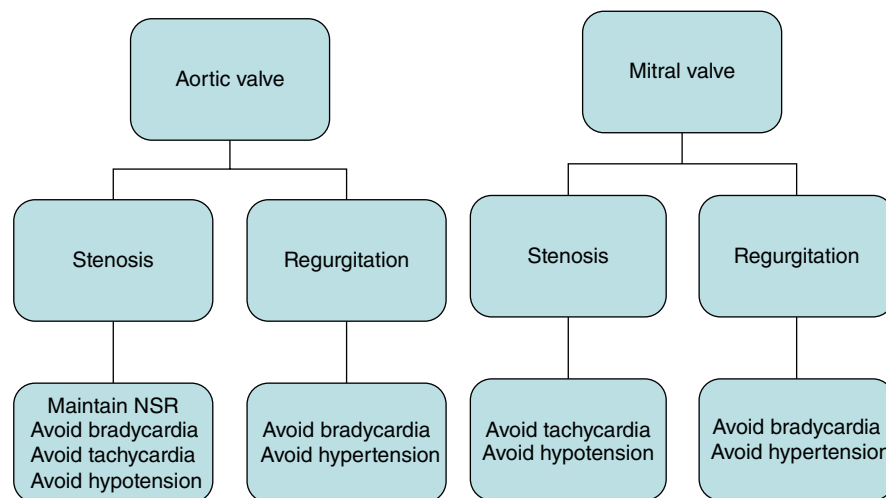 Aortic valve
Mitral valve
Stenosis
Regurgitation
Stenosis
Regurgitation
Maintain NSR
Avoid bradycardia
Avoid tachycardia
Avoid hypotension
Avoid bradycardia
Avoid hypertension
Avoid tachycardia
Avoid hypotension
Avoid bradycardia
Avoid hypertension